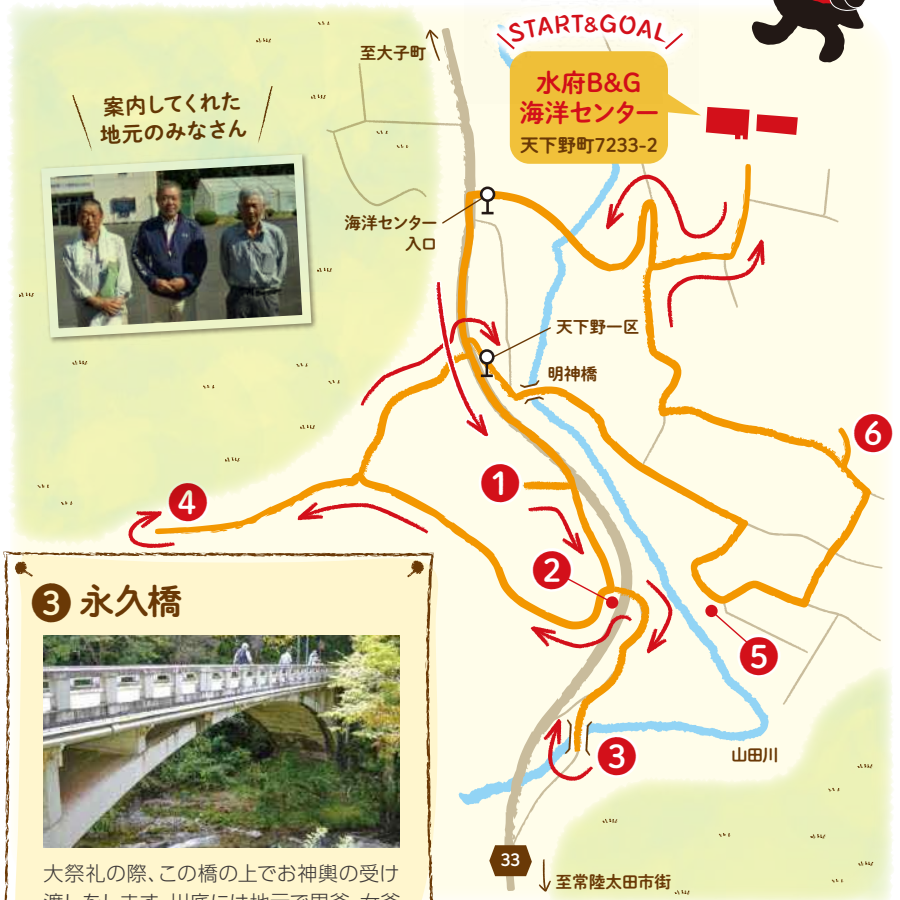 START&GOAL
水府B&G
海洋センター
天下野町7233-2
至大子町
案内してくれた
地元のみなさん
海洋センター
入口
天下野一区
明神橋
6
1
4
2
5
3
山田川
33
至常陸太田市街
3 永久橋
大祭礼の際、この橋の上でお神輿の受け